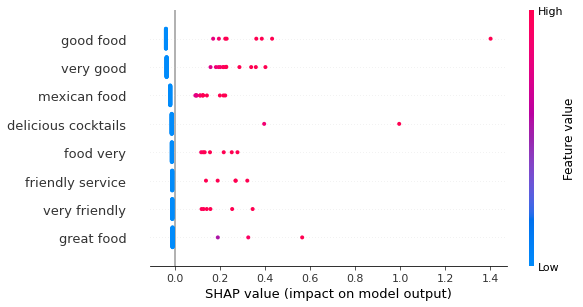 High
good food
very good
mexican food
delicious cocktails
food very
friendly service
very friendly
great food
Feature value
Low
0.0 0.2 0.4 0.6 0.8 1.0 1.2 1.4
SHAP value (impact on model output)